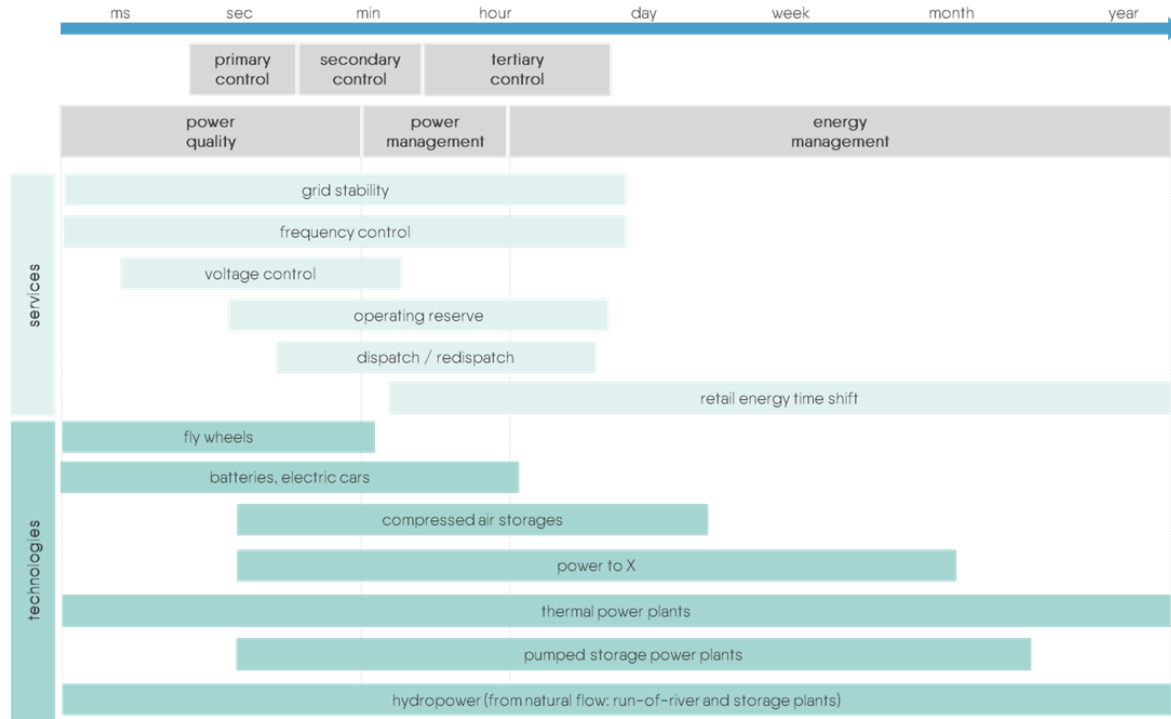 ms sec min hour day week month year
primary
control
secondary
control
tertiary
control
power
quality
power
management
energy
management
services
grid stability
frequency control
voltage control
operating reserve
dispatch / redispatch
retail energy time shift
technologies
fly wheels
batteries, electric cars
compressed air storages
power to X
thermal power plants
pumped storage power plants
hydropower (from natural flow: run-of-river and storage plants)